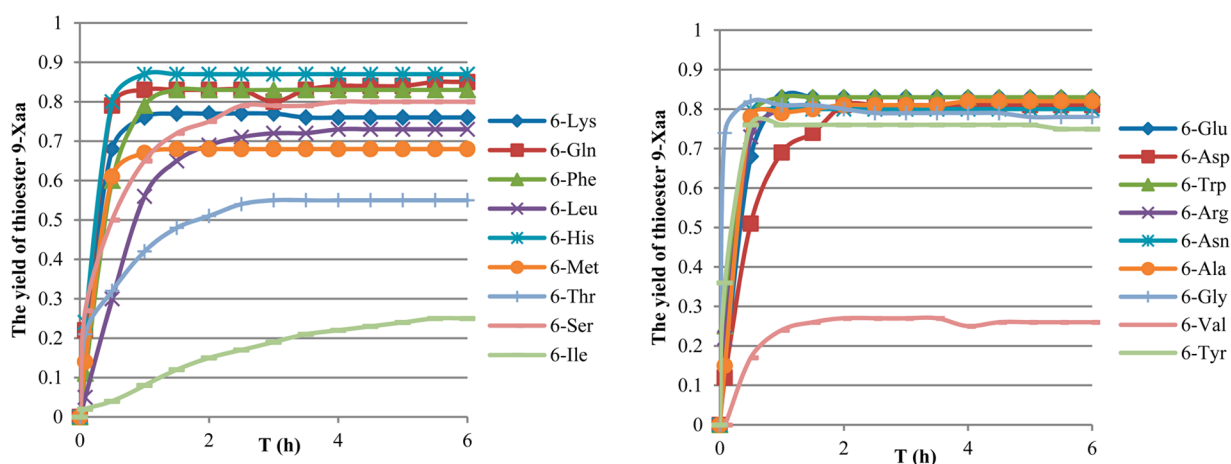 The yield of thioester 9-Xaa
1
0.9
0.8
0.7
0.6
0.5
0.4
0.3
0.2
0.1
0
0
2
4
6
T (h)
6-Lys
6-Gln
6-Phe
6-Leu
6-His
6-Met
6-Thr
6-Ser
6-Ile
The yield of thioester 9-Xaa
1
0.9
0.8
0.7
0.6
0.5
0.4
0.3
0.2
0.1
0
0
2
4
6
T (h)
6-Glu
6-Asp
6-Trp
6-Arg
6-Asn
6-Ala
6-Gly
6-Val
6-Tyr